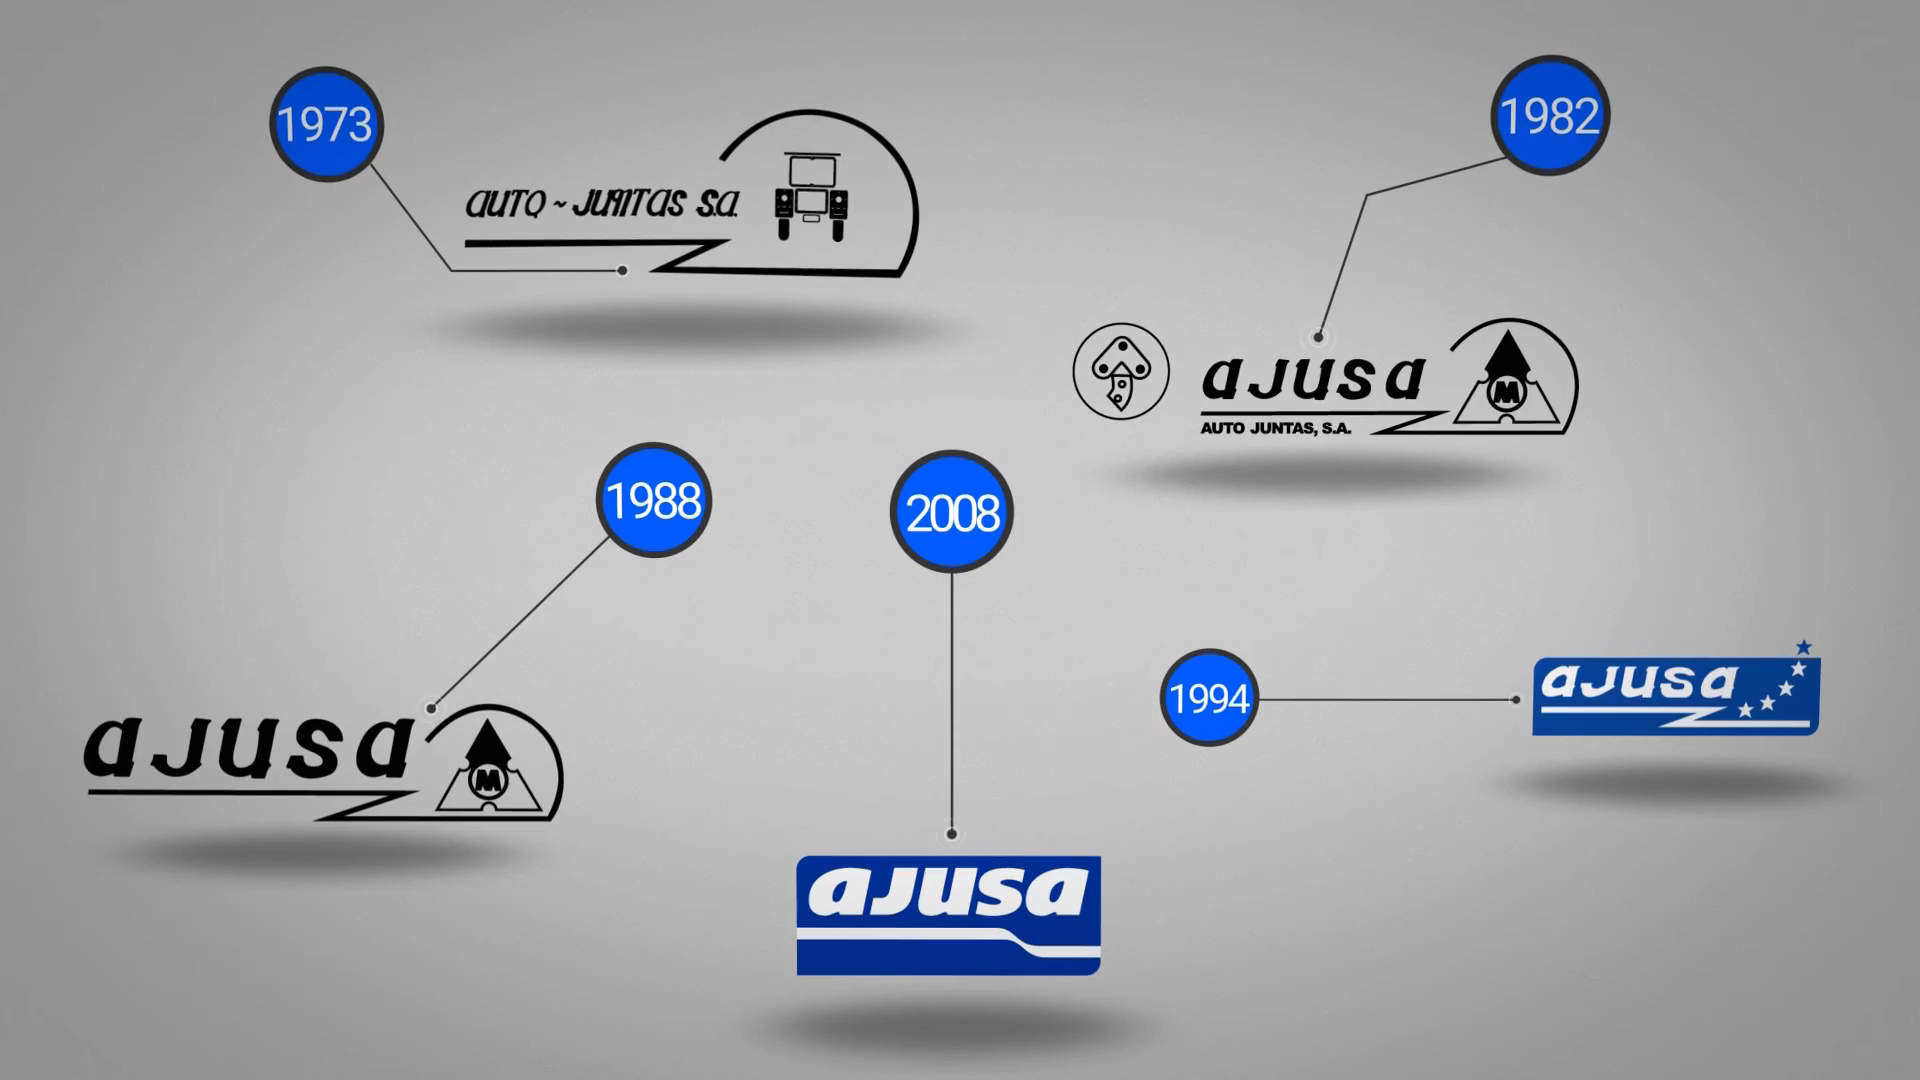 1973
AUTO ~ JUNTAS S.A.
1982
aJUSa
M
AUTO JUNTAS, S.A.
1988
aJUSa
M
2008
aJUSa
1994
aJUSa